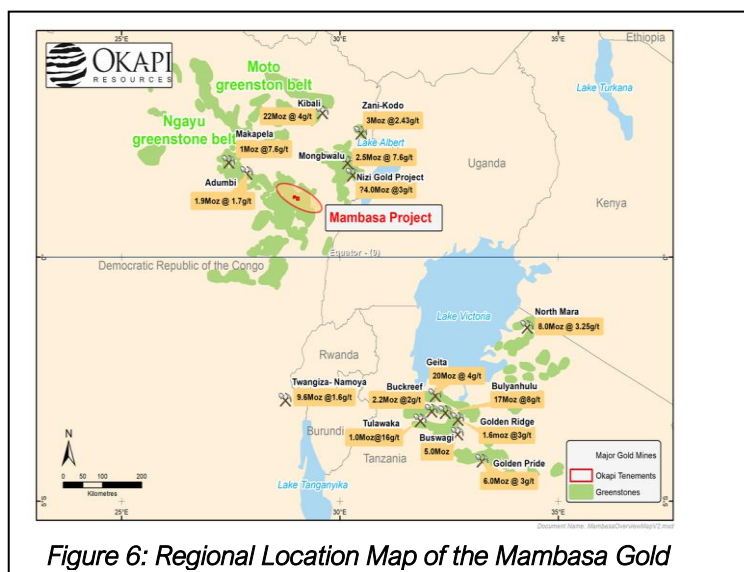 OKAPI
RESOURCES
25°E
30°E
35°E
Ethiopia
Lake Turkana
Moto
greenston belt
Kibali
22Moz @ 4g/t
Zani-Kodo
3Moz @2.43g/t
Ngayu
greenstone belt
Makapela
1Moz @7.6g/t
Lake Albert
Mongbwalu
2.5Moz @ 7.6g/t
Uganda
Adumbi
1.9Moz @ 1.7g/t
Nizi Gold Project
?4.0Moz @3g/t
Kenya
Mambasa Project
Equator - (0)
Democratic Republic of the Congo
Lake Victoria
North Mara
8.0Moz @ 3.25g/t
Rwanda
Geita
20Moz @ 4g/t
Twangiza- Namoya
9.6Moz @1.6g/t
Buckreef
2.2Moz @2g/t
Bulyanhulu
17Moz @8g/t
Tulawaka
1.0Moz@16g/t
Golden Ridge
1.6moz @3g/t
Buswagi
5.0Moz
Burundi
Tanzania
Golden Pride
6.0Moz @ 3g/t
N
0 50 100 200
Kilometres
Lake Tanganyika
Major Gold Mines
Okapi Tenements
Greenstones
25°E
30°E
35°E
Document Name: MambasaOverviewMapV2.mxd
Figure 6: Regional Location Map of the Mambasa Gold